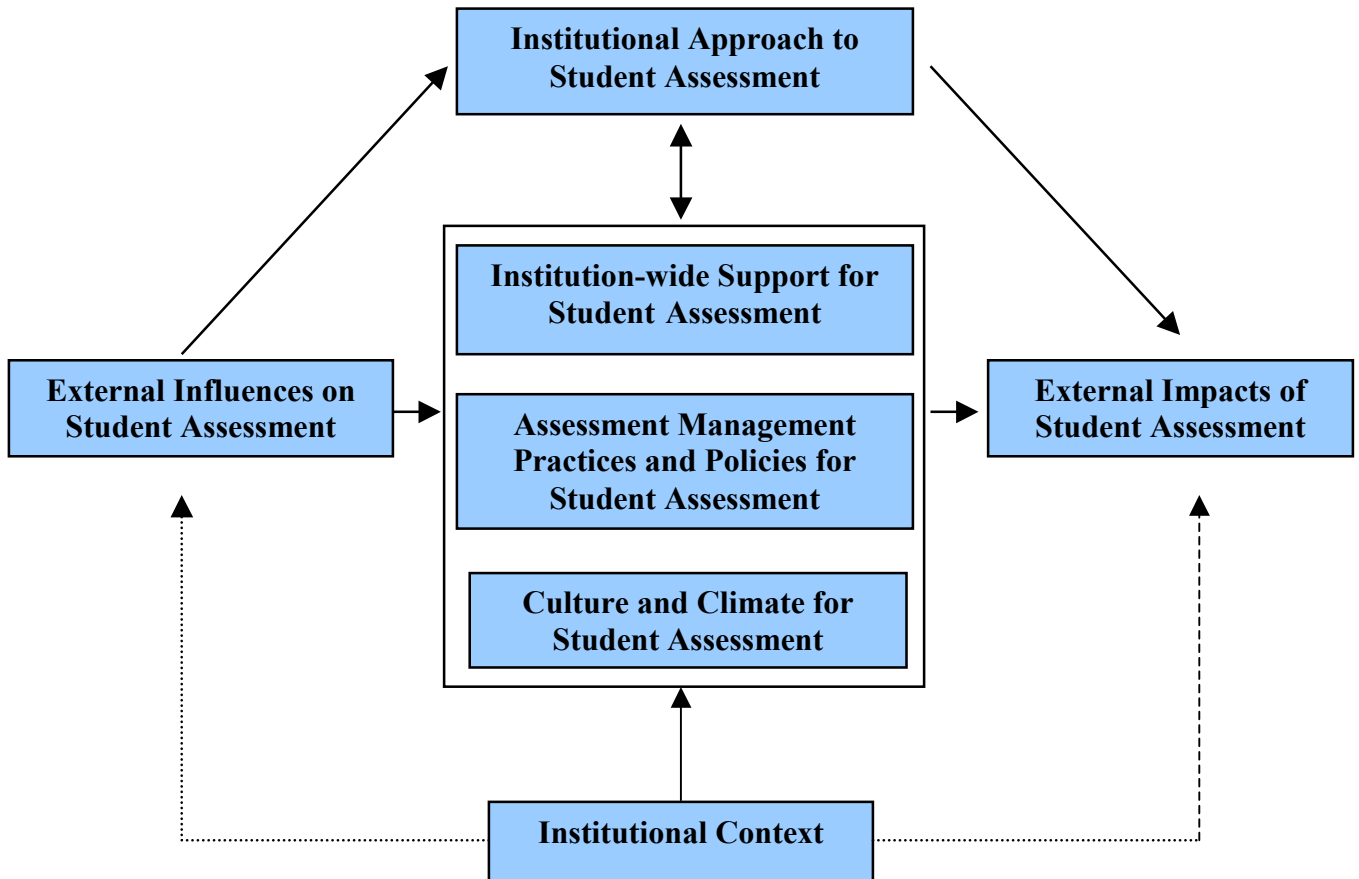 Institutional Approach to
Student Assessment
Institution-wide Support for
Student Assessment
External Influences on
Student Assessment
Assessment Management
Practices and Policies for
Student Assessment
External Impacts of
Student Assessment
Culture and Climate for
Student Assessment
Institutional Context